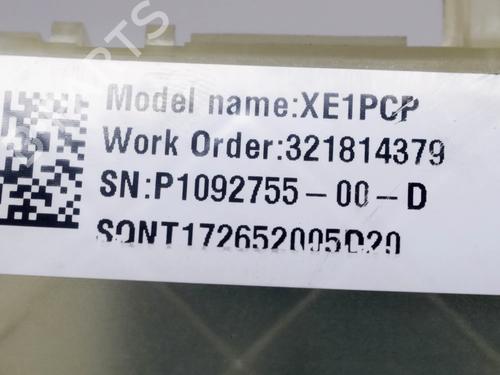 Model name:XE1PCP
Work Order:321814379
SN:P1092755-00-D
SQNT172652005D20